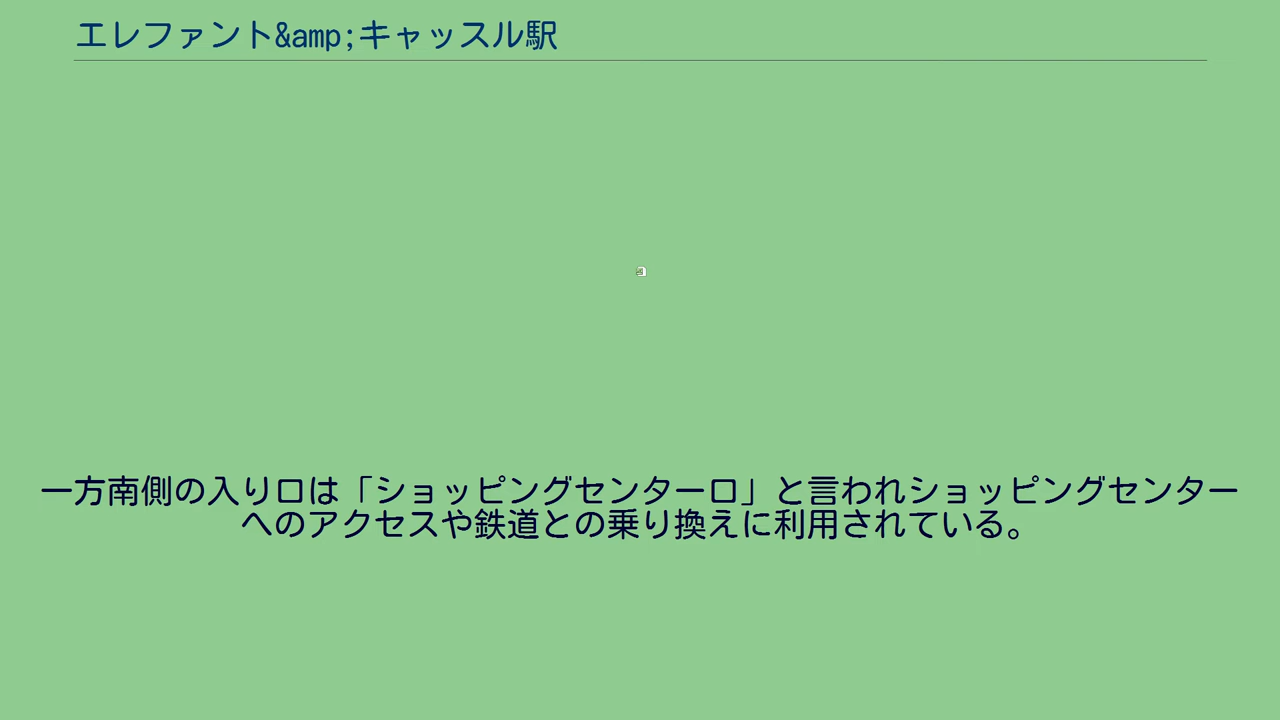 エレファント&amp;キャッスル駅
一方南側の入り口は「ショッピングセンター口」と言われショッピングセンター
へのアクセスや鉄道との乗り換えに利用されている。